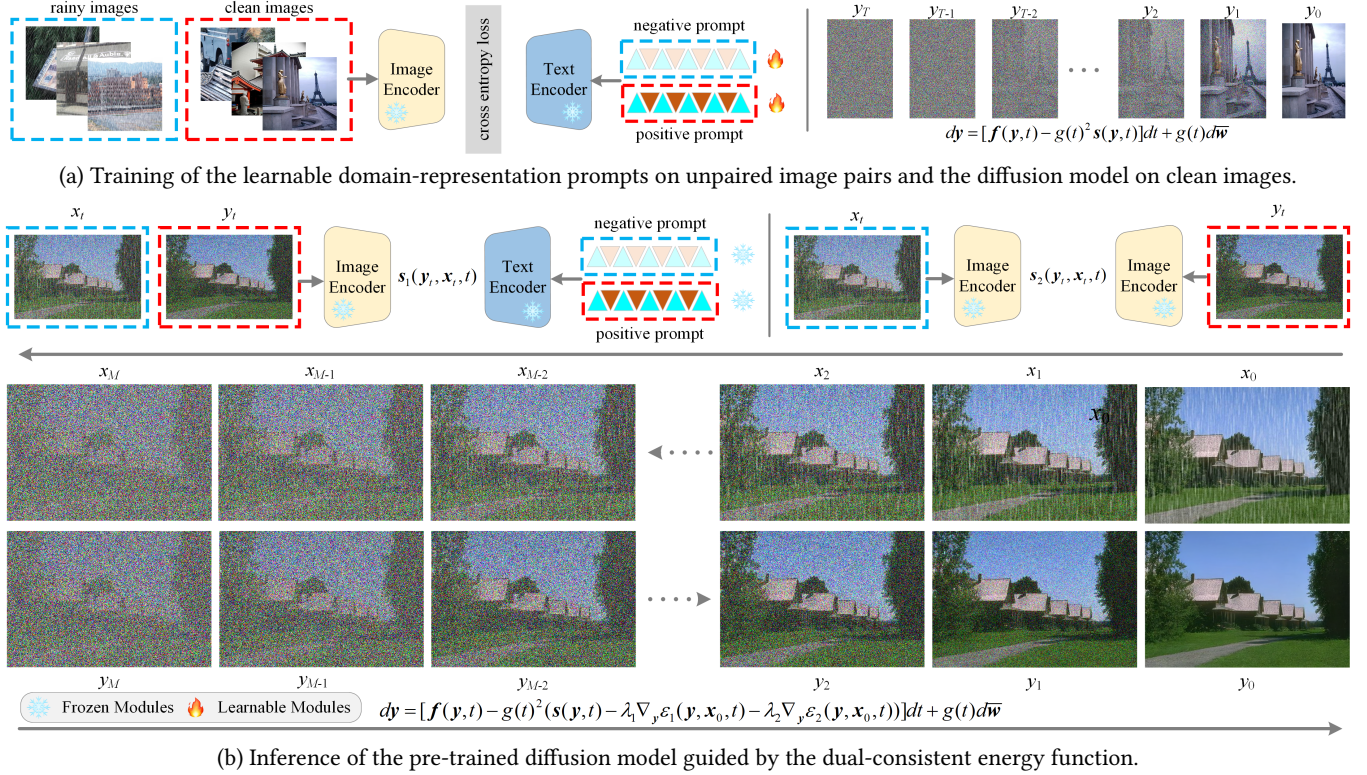 rainy images
clean images
Image Encoder
cross entropy loss
Text Encoder
negative prompt
positive prompt
y_T
y_{T-1}
y_{T-2}
y_2
y_1
y_0
dy = [f(y,t) − g(t)^2 s(y,t)]dt + g(t)dw̅
(a) Training of the learnable domain-representation prompts on unpaired image pairs and the diffusion model on clean images.
x_t
y_t
Image Encoder
s_1(y_t, x_t, t)
Text Encoder
negative prompt
positive prompt
x_t
Image Encoder
s_2(y_t, x_t, t)
Image Encoder
y_t
x_M
x_{M-1}
x_{M-2}
x_2
x_1
x_0
x_0
y_M
y_{M-1}
y_{M-2}
y_2
y_1
y_0
Frozen Modules
Learnable Modules
dy = [f(y,t) − g(t)^2(s(y,t) − λ_1∇_yε_1(y,x_0,t) − λ_2∇_yε_2(y,x_0,t))]dt + g(t)dw̅
(b) Inference of the pre-trained diffusion model guided by the dual-consistent energy function.